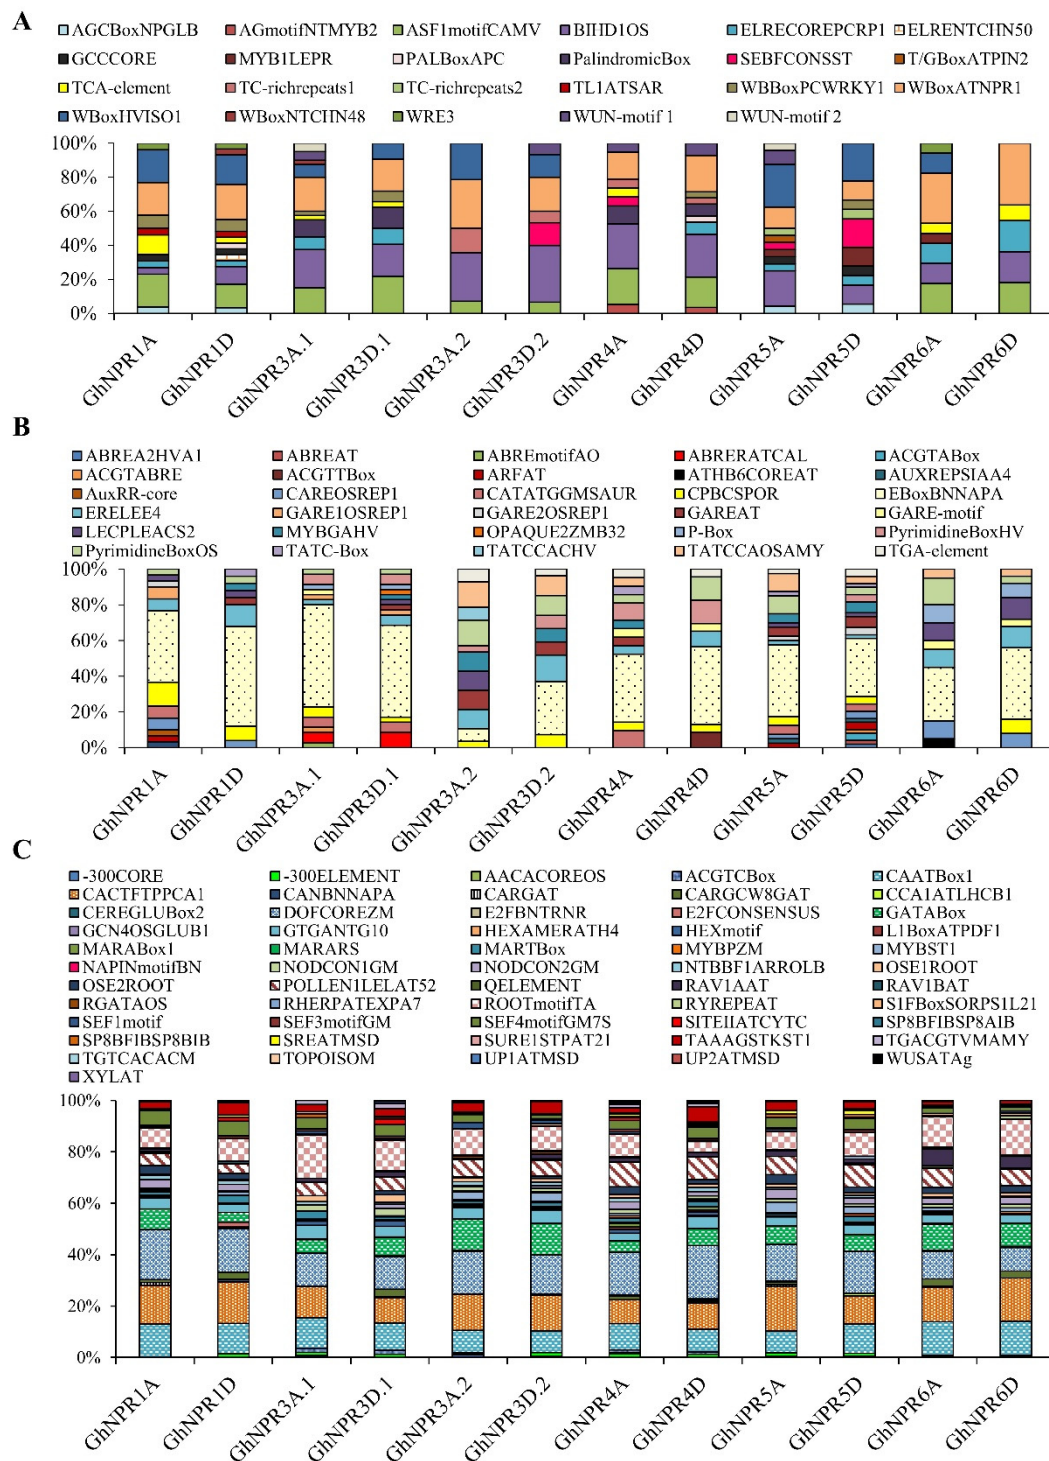 A
AGCBoxNPGLB AGmotifNTMYB2 ASF1motifCAMV BIHD1OS ELRECOREPCRP1 ELRENTCHN50
GCCCORE MYB1LEPR PALBoxAPC PalindromicBox SEBFCONSST T/GBoxATPIN2
TCA-element TC-richrepeats1 TC-richrepeats2 TL1ATSAR WBBoxPCWRKY1 WBoxATNPR1
WBoxHVISO1 WBoxNTCHN48 WRE3 WUN-motif 1 WUN-motif 2
100%
80%
60%
40%
20%
0%
GhNPR1A GhNPR1D GhNPR3A.1 GhNPR3D.1 GhNPR3A.2 GhNPR3D.2 GhNPR4A GhNPR4D GhNPR5A GhNPR5D GhNPR6A GhNPR6D
B
ABREA2HVA1 ABREAT ABREmotifAO ABRERATCAL ACGTABox
ACGTABRE ACGTTBox ARFAT ATHB6COREAT AUXREPSIAA4
AuxRR-core CAREOSREP1 CATATGGMSAUR CPBCSPOR EBoxBNNAPA
ERELEE4 GARE1OSREP1 GARE2OSREP1 GAREAT GARE-motif
LECPLEACS2 MYBGAHV OPAQUE2ZMB32 P-Box PyrimidineBoxHV
PyrimidineBoxOS TATC-Box TATCCACHV TATCCAOSAMY TGA-element
100%
80%
60%
40%
20%
0%
GhNPR1A GhNPR1D GhNPR3A.1 GhNPR3D.1 GhNPR3A.2 GhNPR3D.2 GhNPR4A GhNPR4D GhNPR5A GhNPR5D GhNPR6A GhNPR6D
C
-300CORE -300ELEMENT AACACOREOS ACGTCBox CAATBox1
CACTFTPPCA1 CANBNNAPA CARGAT CARGCW8GAT CCA1ATLHCB1
CEREGLUBox2 DOFCOREZM E2FBNTRNR E2FCONSENSUS GATABox
GCN4OSGLUB1 GTGANTG10 HEXAMERATH4 HEXmotif L1BoxATPDF1
MARABox1 MARARS MARTBox MYBPZM MYBST1
NAPINmotifBN NODCON1GM NODCON2GM NTBBF1ARROLB OSE1ROOT
OSE2ROOT POLLEN1LELAT52 QELEMENT RAV1AAT RAV1BAT
RGATAOS RHERPATEXPA7 ROOTmotifTA RYREPEAT S1FBoxSORPS1L21
SEF1motif SEF3motifGM SEF4motifGM7S SITEIIATCYTC SP8BFIBSP8AIB
SP8BFIBSP8BIB SREATMSD SURE1STPAT21 TAAAGSTKST1 TGACGTVMAMY
TGTCACACM TOPOISOM UP1ATMSD UP2ATMSD WUSATAg
XYLAT
100%
80%
60%
40%
20%
0%
GhNPR1A GhNPR1D GhNPR3A.1 GhNPR3D.1 GhNPR3A.2 GhNPR3D.2 GhNPR4A GhNPR4D GhNPR5A GhNPR5D GhNPR6A GhNPR6D